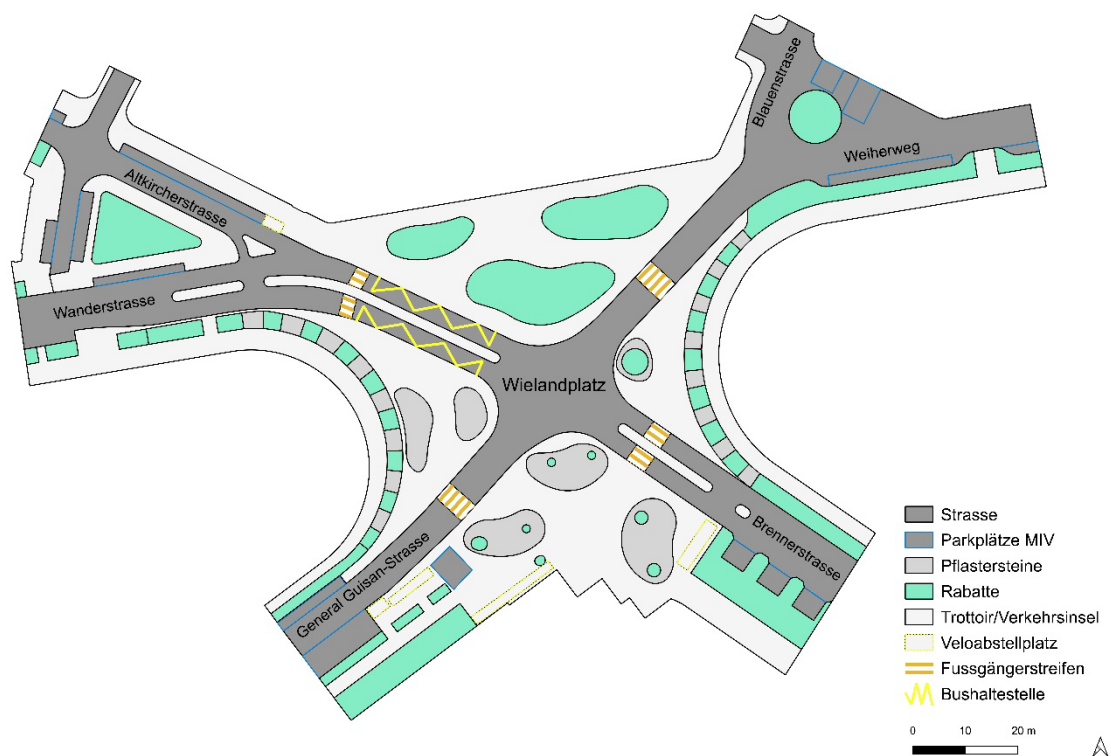 Blauenstrasse
Weiherweg
Altkircherstrasse
Wanderstrasse
Wielandplatz
Brennerstrasse
General Guisan-Strasse
Strasse
Parkplätze MIV
Pflastersteine
Rabatte
Trottoir/Verkehrsinsel
Veloabstellplatz
Fussgängerstreifen
Bushaltestelle
0 10 20 m